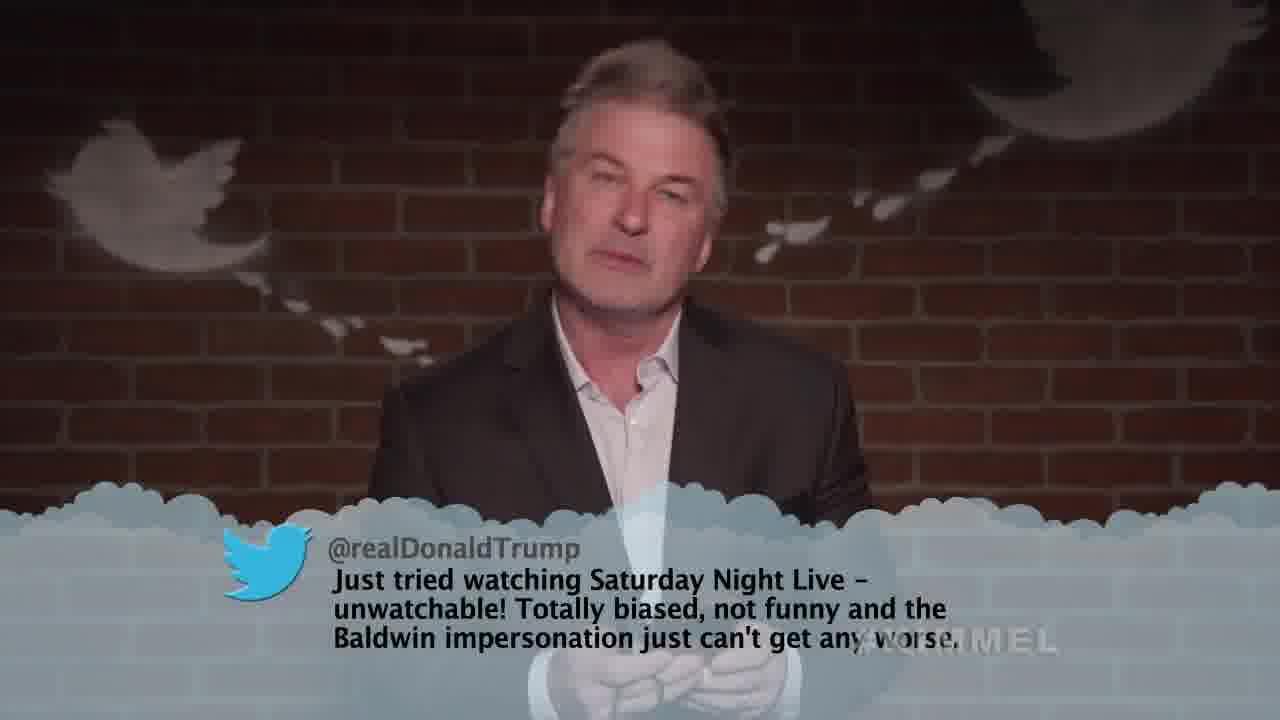 @realDonaldTrump
Just tried watching Saturday Night Live -
unwatchable! Totally biased, not funny and the
Baldwin impersonation just can't get any worse.
#KIMMEL